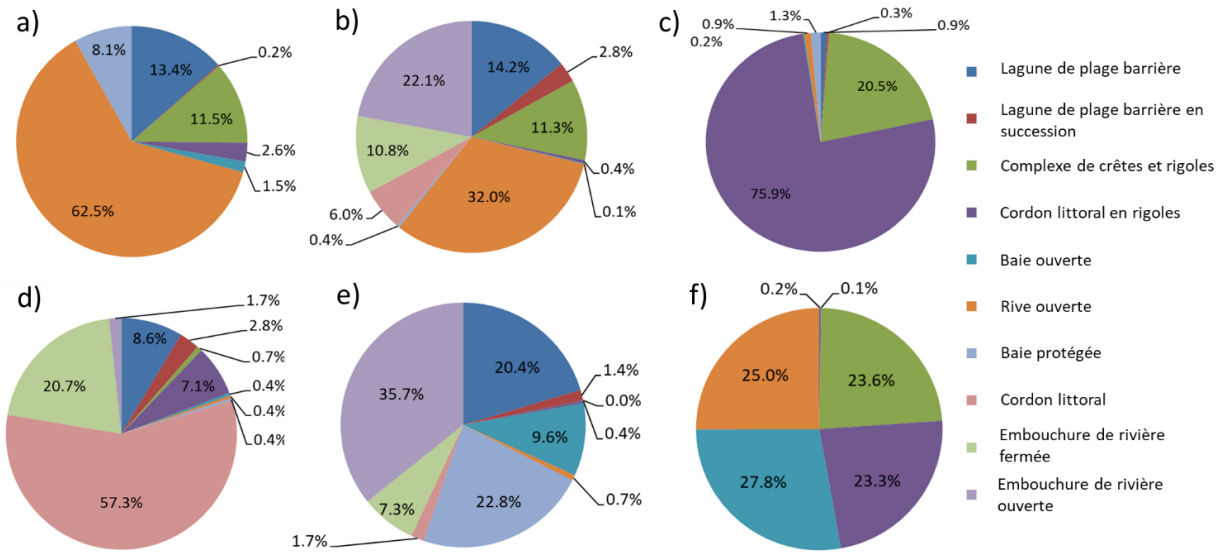 a)
8.1%
13.4%
0.2%
11.5%
2.6%
1.5%
62.5%
b)
22.1%
14.2%
2.8%
11.3%
10.8%
0.4%
6.0%
32.0%
0.1%
0.4%
c)
0.9%
1.3%
0.3%
0.2%
0.9%
20.5%
75.9%
Lagune de plage barrière
Lagune de plage barrière en
succession
Complexe de crêtes et rigoles
Cordon littoral en rigoles
Baie ouverte
Rive ouverte
Baie protégée
Cordon littoral
Embouchure de rivière
fermée
Embouchure de rivière
ouverte
d)
1.7%
8.6%
2.8%
0.7%
20.7%
7.1%
0.4%
0.4%
0.4%
57.3%
e)
20.4%
1.4%
35.7%
0.0%
0.4%
9.6%
0.7%
22.8%
7.3%
1.7%
f)
0.2%
0.1%
25.0%
23.6%
27.8%
23.3%